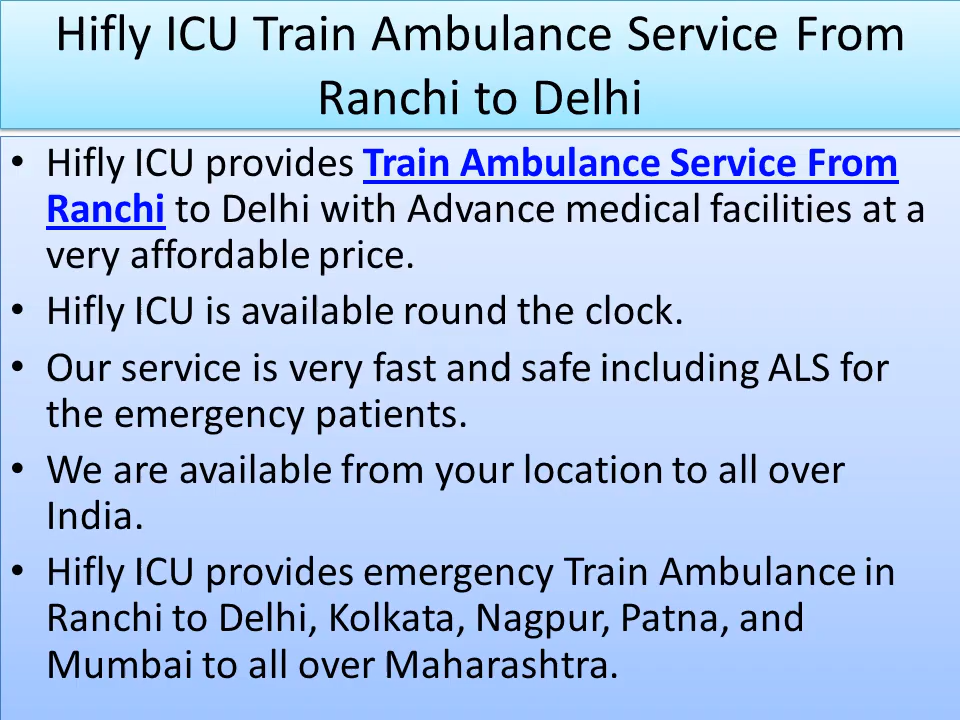 Hifly ICU Train Ambulance Service From
Ranchi to Delhi
• Hifly ICU provides Train Ambulance Service From
Ranchi to Delhi with Advance medical facilities at a
very affordable price.
• Hifly ICU is available round the clock.
• Our service is very fast and safe including ALS for
the emergency patients.
• We are available from your location to all over
India.
• Hifly ICU provides emergency Train Ambulance in
Ranchi to Delhi, Kolkata, Nagpur, Patna, and
Mumbai to all over Maharashtra.